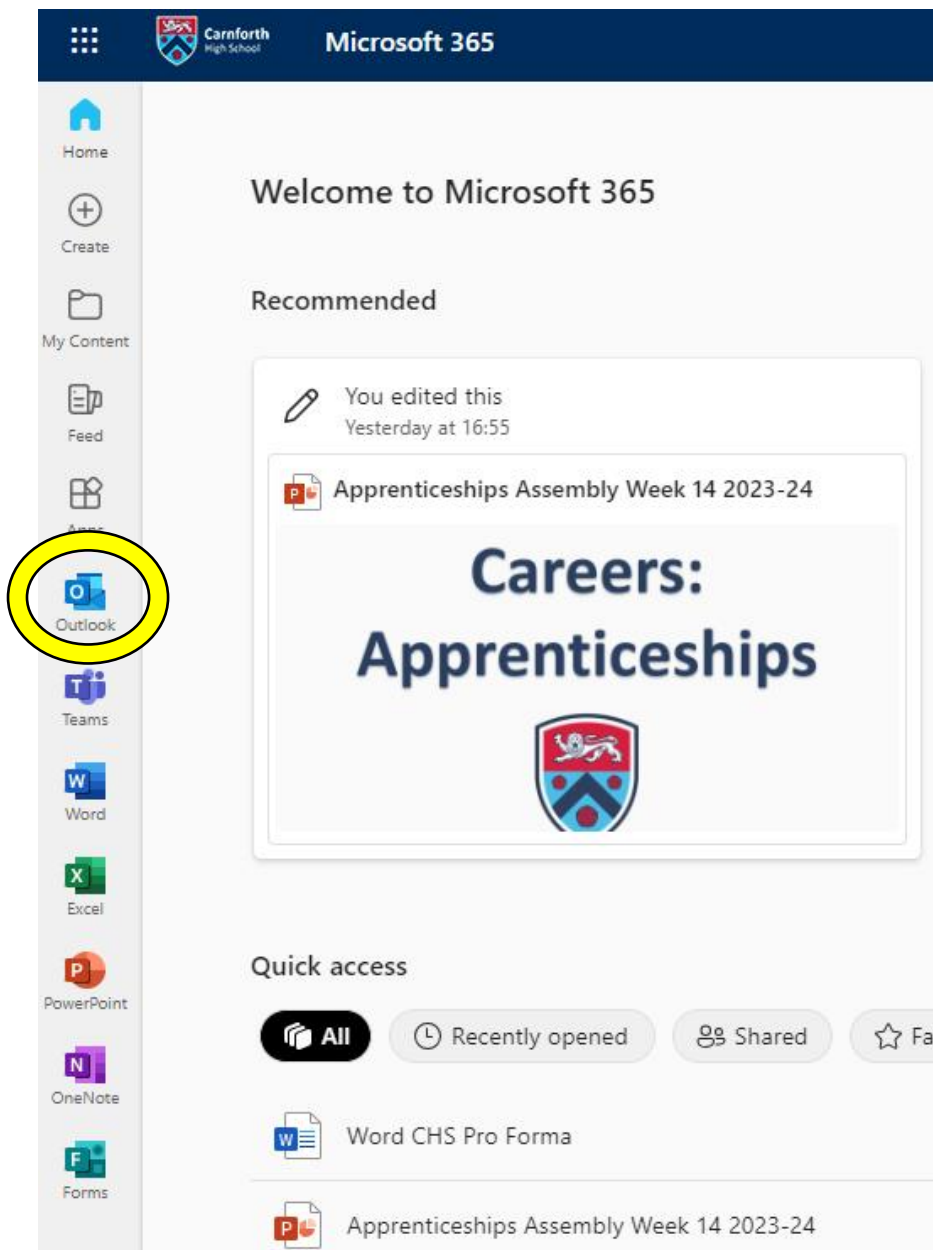 Carnforth
High School
Microsoft 365
Home
Create
My Content
Feed
Apps
Outlook
Teams
Word
Excel
PowerPoint
OneNote
Forms
Welcome to Microsoft 365
Recommended
You edited this
Yesterday at 16:55
Apprenticeships Assembly Week 14 2023-24
Careers:
Apprenticeships
Quick access
All
Recently opened
Shared
Fa
Word CHS Pro Forma
Apprenticeships Assembly Week 14 2023-24